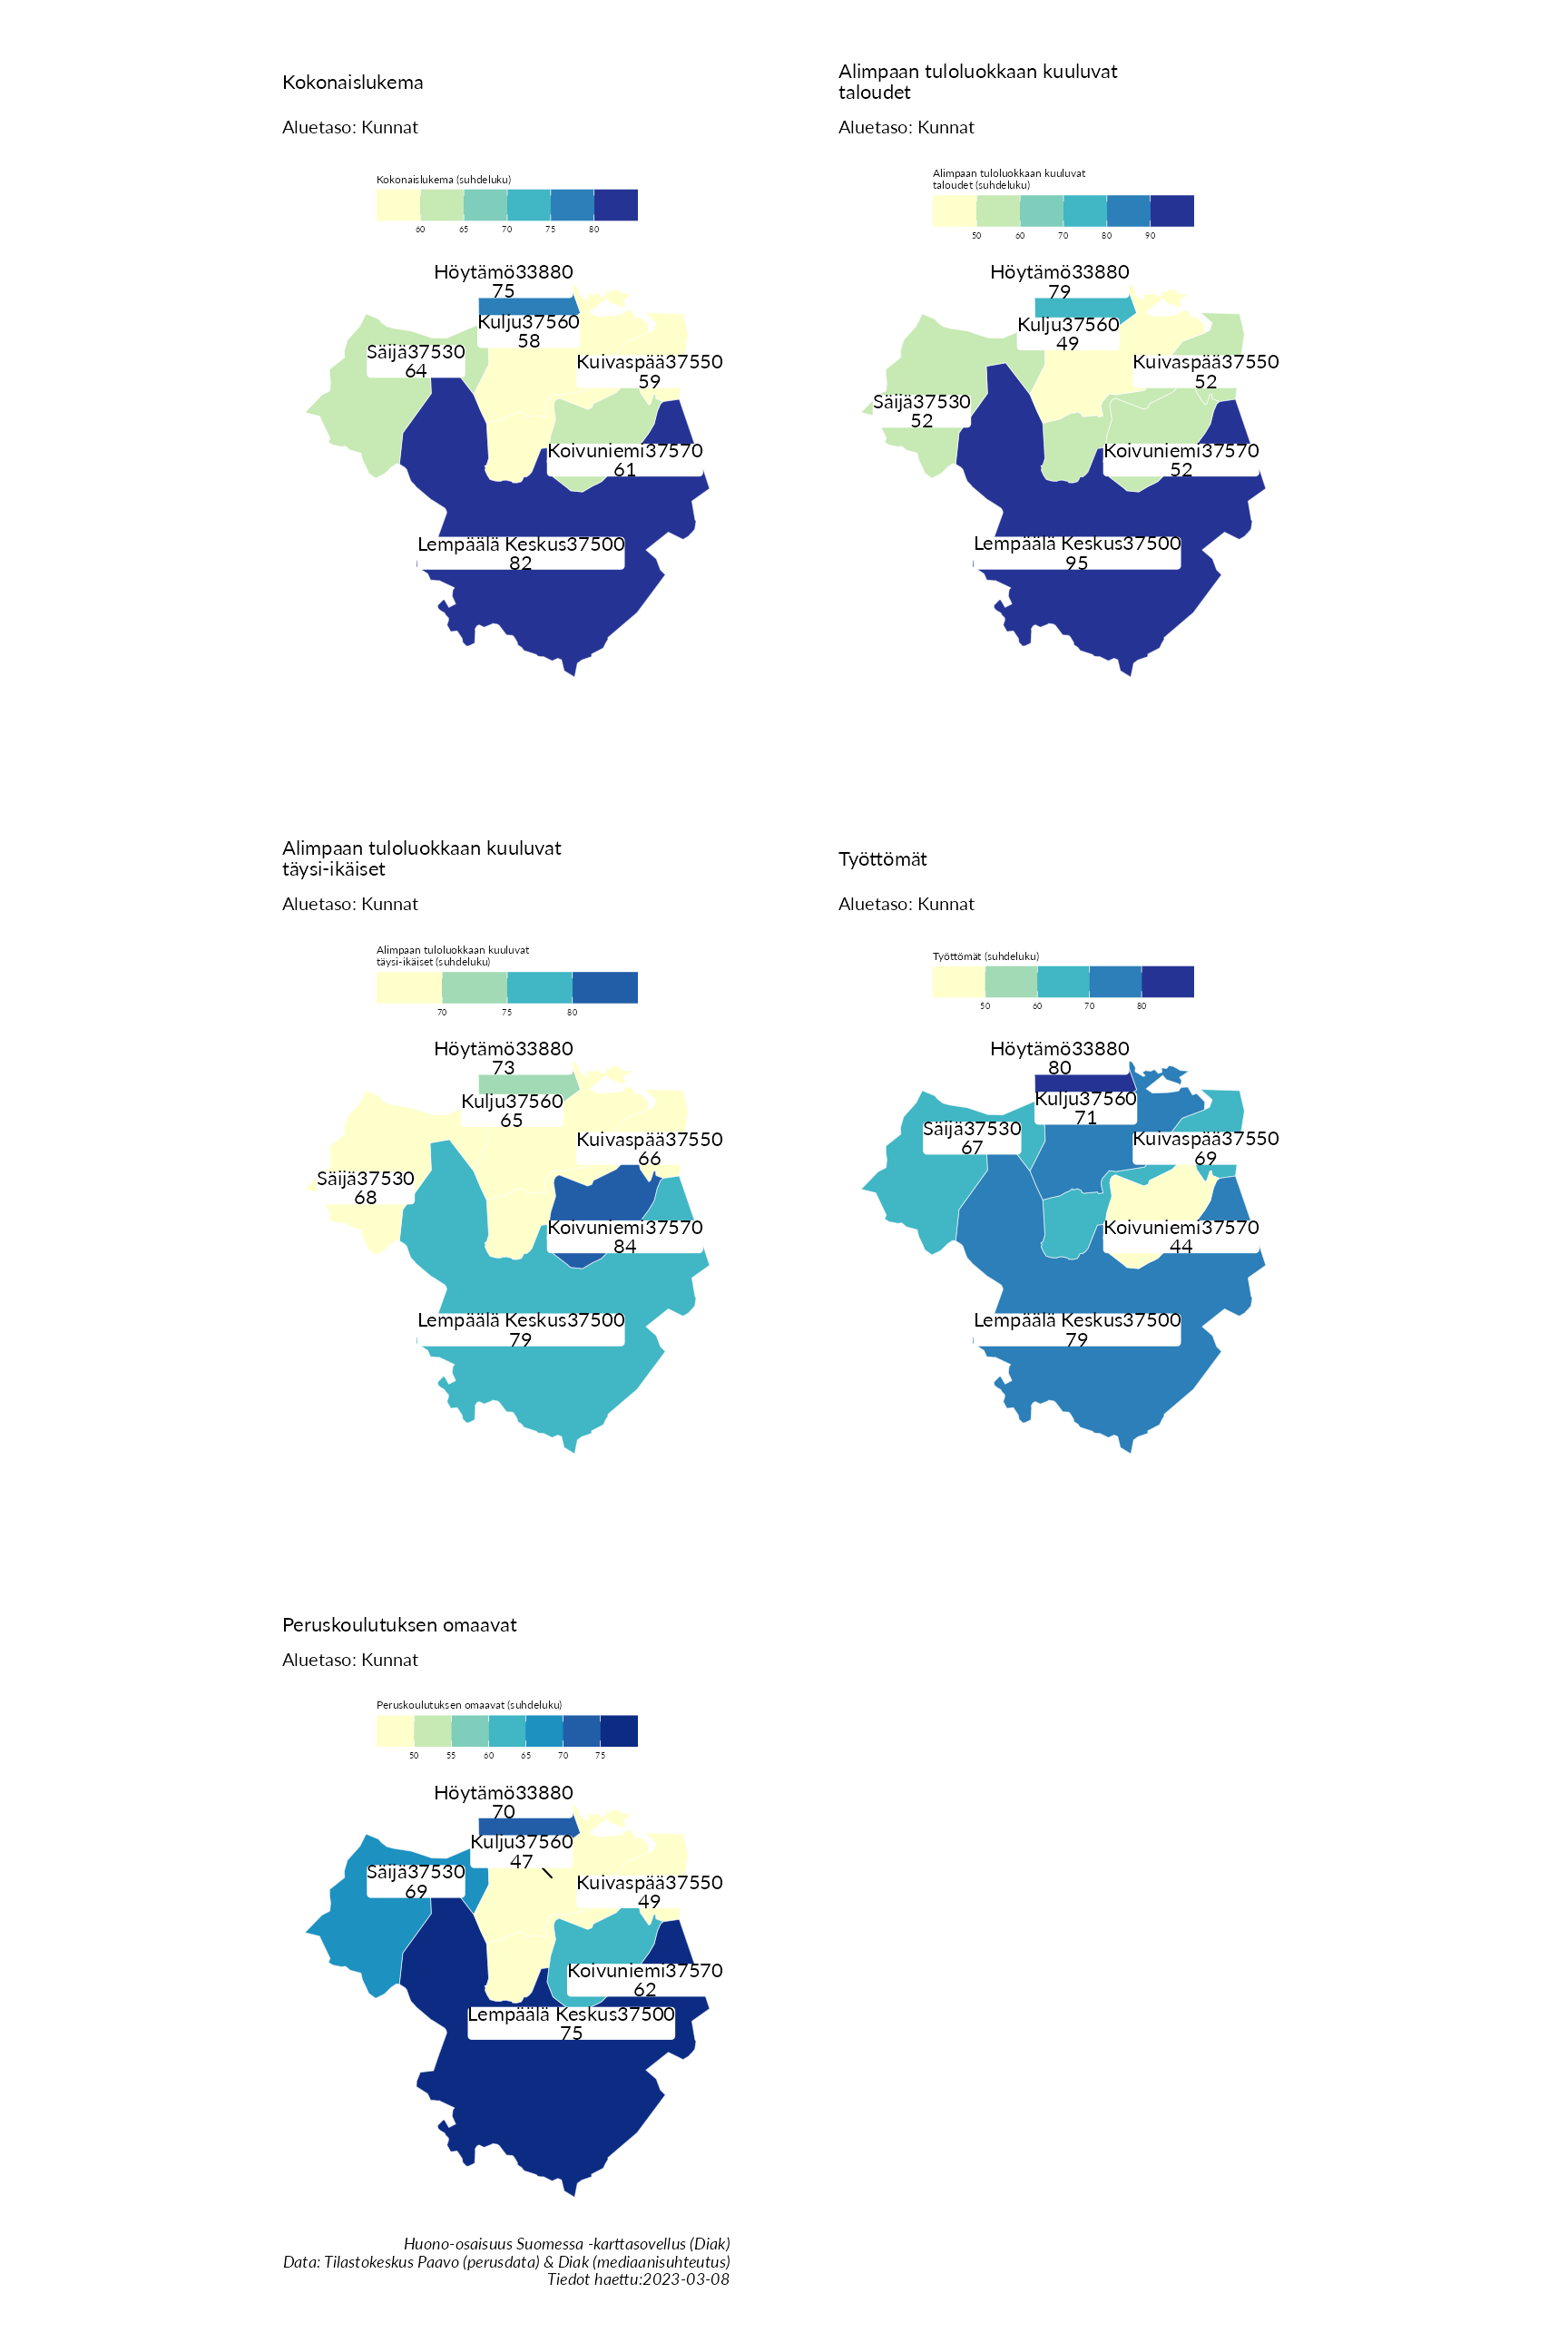 Kokonaislukema
Aluetaso: Kunnat
Kokonaislukema (suhdeluku)
60 65 70 75 80
Höytämö33880
75
Kulju37560
58
Säijä37530
64
Kuivaspää37550
59
Koivuniemi37570
61
Lempäälä Keskus37500
82
Alimpaan tuloluokkaan kuuluvat
taloudet
Aluetaso: Kunnat
Alimpaan tuloluokkaan kuuluvat
taloudet (suhdeluku)
50 60 70 80 90
Höytämö33880
79
Kulju37560
49
Kuivaspää37550
52
Säijä37530
52
Koivuniemi37570
52
Lempäälä Keskus37500
95
Alimpaan tuloluokkaan kuuluvat
täysi-ikäiset
Aluetaso: Kunnat
Alimpaan tuloluokkaan kuuluvat
täysi-ikäiset (suhdeluku)
70 75 80
Höytämö33880
73
Kulju37560
65
Kuivaspää37550
66
Säijä37530
68
Koivuniemi37570
84
Lempäälä Keskus37500
79
Työttömät
Aluetaso: Kunnat
Työttömät (suhdeluku)
50 60 70 80
Höytämö33880
80
Kulju37560
71
Säijä37530
67
Kuivaspää37550
69
Koivuniemi37570
44
Lempäälä Keskus37500
79
Peruskoulutuksen omaavat
Aluetaso: Kunnat
Peruskoulutuksen omaavat (suhdeluku)
50 55 60 65 70 75
Höytämö33880
70
Kulju37560
47
Säijä37530
69
Kuivaspää37550
49
Koivuniemi37570
62
Lempäälä Keskus37500
75
Huono-osaisuus Suomessa -karttasovellus (Diak)
Data: Tilastokeskus Paavo (perusdata) & Diak (mediaanisuhteutus)
Tiedot haettu:2023-03-08